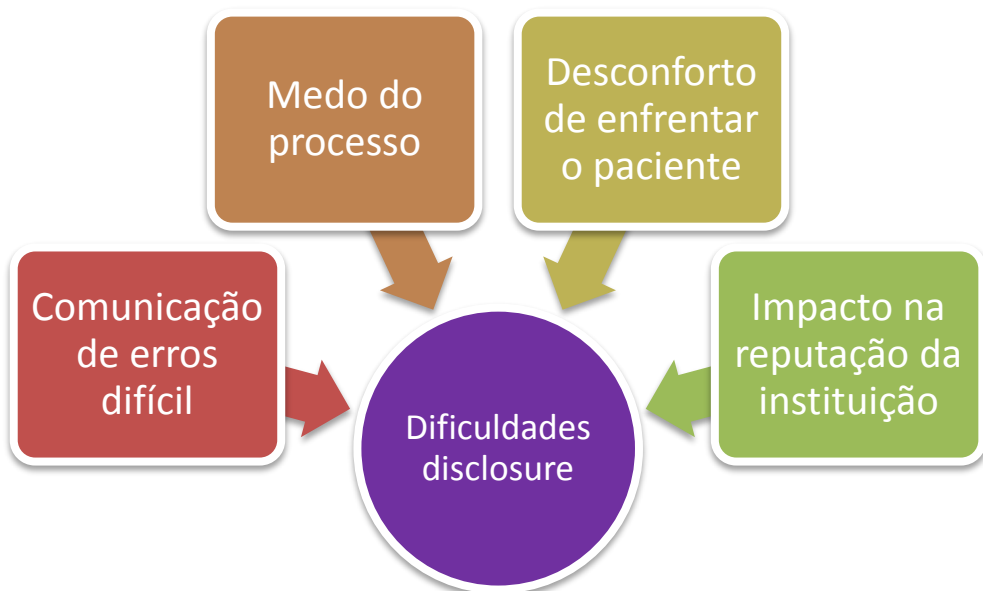 Comunicação
de erros
difícil
Medo do
processo
Desconforto
de enfrentar
o paciente
Impacto na
reputação da
instituição
Dificuldades
disclosure